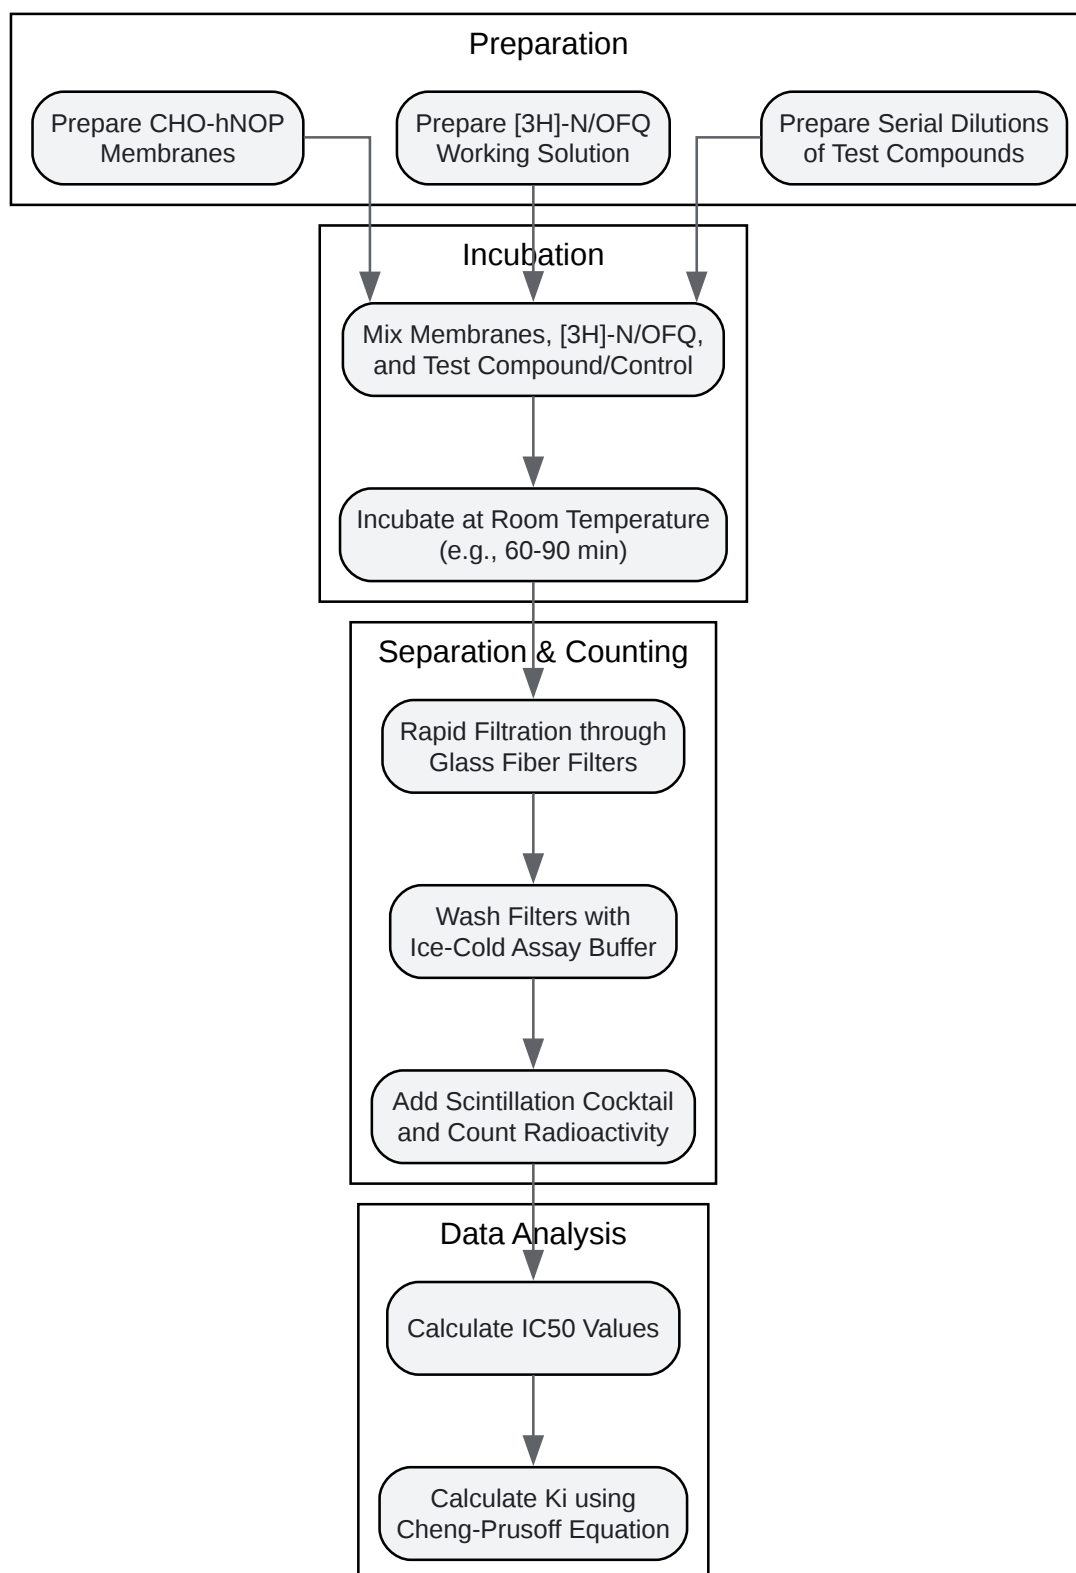 Preparation
Prepare CHO-hNOP
Membranes
Prepare [3H]-N/OFQ
Working Solution
Prepare Serial Dilutions
of Test Compounds
Incubation
Mix Membranes, [3H]-N/OFQ,
and Test Compound/Control
Incubate at Room Temperature
(e.g., 60-90 min)
Separation & Counting
Rapid Filtration through
Glass Fiber Filters
Wash Filters with
Ice-Cold Assay Buffer
Add Scintillation Cocktail
and Count Radioactivity
Data Analysis
Calculate IC50 Values
Calculate Ki using
Cheng-Prusoff Equation